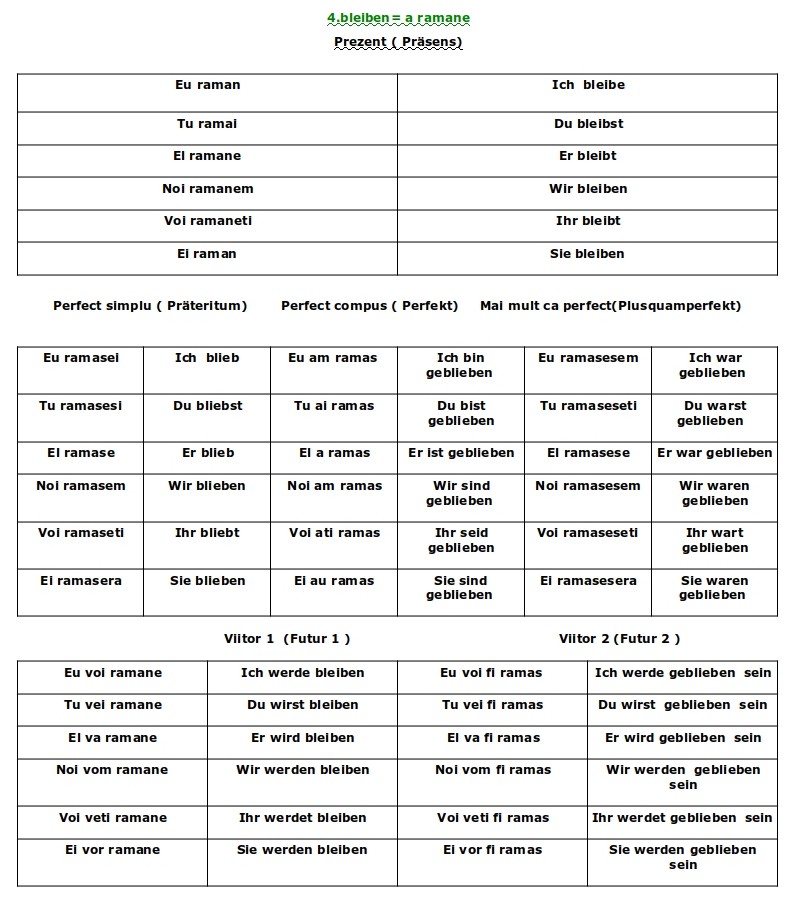 4.bleiben= a ramane
Prezent ( Präsens)
Eu raman Ich bleibe
Tu ramai Du bleibst
El ramane Er bleibt
Noi ramanem Wir bleiben
Voi ramaneti Ihr bleibt
Ei raman Sie bleiben
Perfect simplu ( Präteritum) Perfect compus ( Perfekt) Mai mult ca perfect(Plusquamperfekt)
Eu ramasei Ich blieb Eu am ramas Ich bin geblieben Eu ramasesem Ich war geblieben
Tu ramasesi Du bliebst Tu ai ramas Du bist geblieben Tu ramaseseti Du warst geblieben
El ramase Er blieb El a ramas Er ist geblieben El ramasese Er war geblieben
Noi ramasem Wir blieben Noi am ramas Wir sind geblieben Noi ramasesem Wir waren geblieben
Voi ramaseti Ihr bliebt Voi ati ramas Ihr seid geblieben Voi ramaseseti Ihr wart geblieben
Ei ramasera Sie blieben Ei au ramas Sie sind geblieben Ei ramasesera Sie waren geblieben
Viitor 1 (Futur 1 ) Viitor 2 (Futur 2 )
Eu voi ramane Ich werde bleiben Eu voi fi ramas Ich werde geblieben sein
Tu vei ramane Du wirst bleiben Tu vei fi ramas Du wirst geblieben sein
El va ramane Er wird bleiben El va fi ramas Er wird geblieben sein
Noi vom ramane Wir werden bleiben Noi vom fi ramas Wir werden geblieben sein
Voi veti ramane Ihr werdet bleiben Voi veti fi ramas Ihr werdet geblieben sein
Ei vor ramane Sie werden bleiben Ei vor fi ramas Sie werden geblieben sein